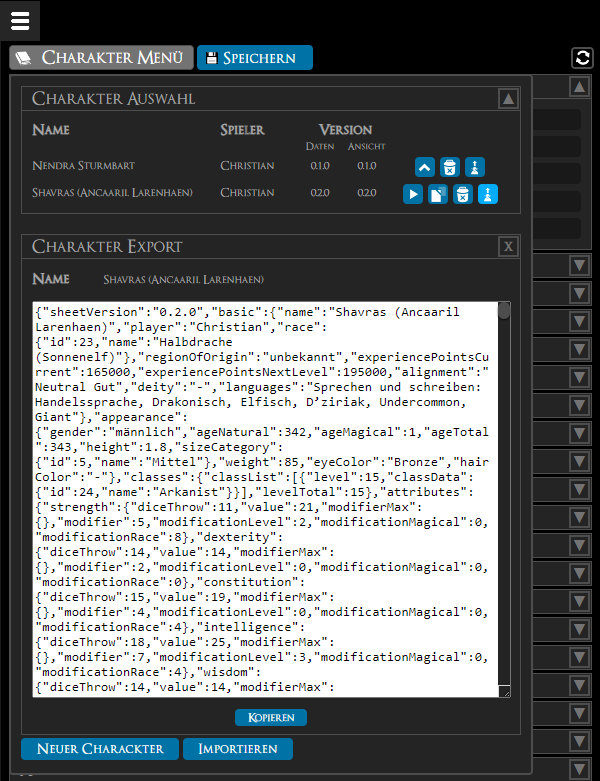 Charakter Menü Speichern
Charakter Auswahl
Name Spieler Version
Daten Ansicht
Nendra Sturmbart Christian 0.1.0 0.1.0
Shavras (Ancaaril Larenhaen) Christian 0.2.0 0.2.0
Charakter Export X
Name Shavras (Ancaaril Larenhaen)
{"sheetVersion":"0.2.0","basic":{"name":"Shavras (Ancaaril
Larenhaen)","player":"Christian","race":
{"id":23,"name":"Halbdrache
(Sonnenelf)"},"regionOfOrigin":"unbekannt","experiencePointsCu
rrent":165000,"experiencePointsNextLevel":195000,"alignment":"
Neutral Gut","deity":"-","languages":"Sprechen und schreiben:
Handelssprache, Drakonisch, Elfisch, D’ziriak, Undercommon,
Giant"},"appearance":
{"gender":"männlich","ageNatural":342,"ageMagical":1,"ageTotal
":343,"height":1.8,"sizeCategory":
{"id":5,"name":"Mittel"},"weight":85,"eyeColor":"Bronze","hair
Color":"-"},"classes":{"classList":[{"level":15,"classData":
{"id":24,"name":"Arkanist"}}],"levelTotal":15},"attributes":
{"strength":{"diceThrow":11,"value":21,"modifierMax":
{},"modifier":5,"modificationLevel":2,"modificationMagical":0,
"modificationRace":8},"dexterity":
{"diceThrow":14,"value":14,"modifierMax":
{},"modifier":2,"modificationLevel":0,"modificationMagical":0,
"modificationRace":0},"constitution":
{"diceThrow":15,"value":19,"modifierMax":
{},"modifier":4,"modificationLevel":0,"modificationMagical":0,
"modificationRace":4},"intelligence":
{"diceThrow":18,"value":25,"modifierMax":
{},"modifier":7,"modificationLevel":3,"modificationMagical":0,
"modificationRace":4},"wisdom":
{"diceThrow":14,"value":14,"modifierMax":
Kopieren
Neuer Charackter Importieren